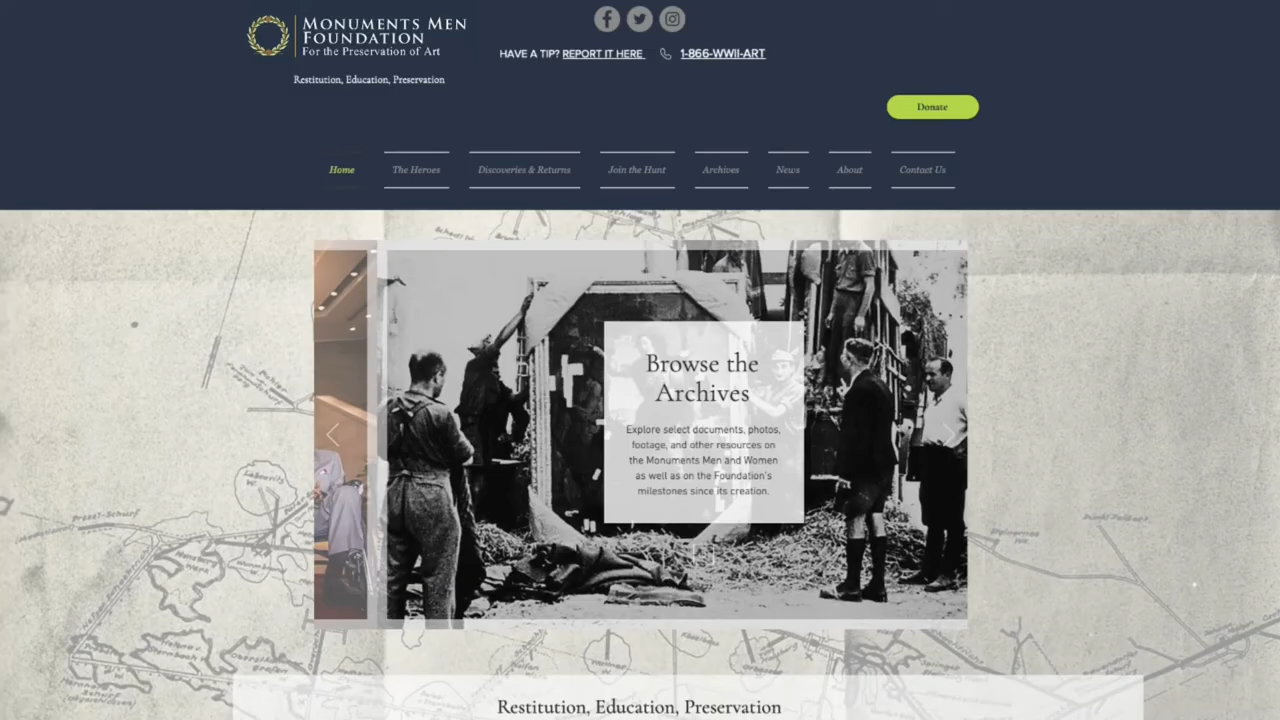 MONUMENTS MEN
FOUNDATION
For the Preservation of Art
Restitution, Education, Preservation
HAVE A TIP? REPORT IT HERE
1-866-WWII-ART
Donate
Home
The Heroes
Discoveries & Returns
Join the Hunt
Archives
News
About
Contact Us
Browse the
Archives
Explore select documents, photos,
footage, and other resources on
the Monuments Men and Women
as well as on the Foundation's
milestones since its creation.
Restitution, Education, Preservation